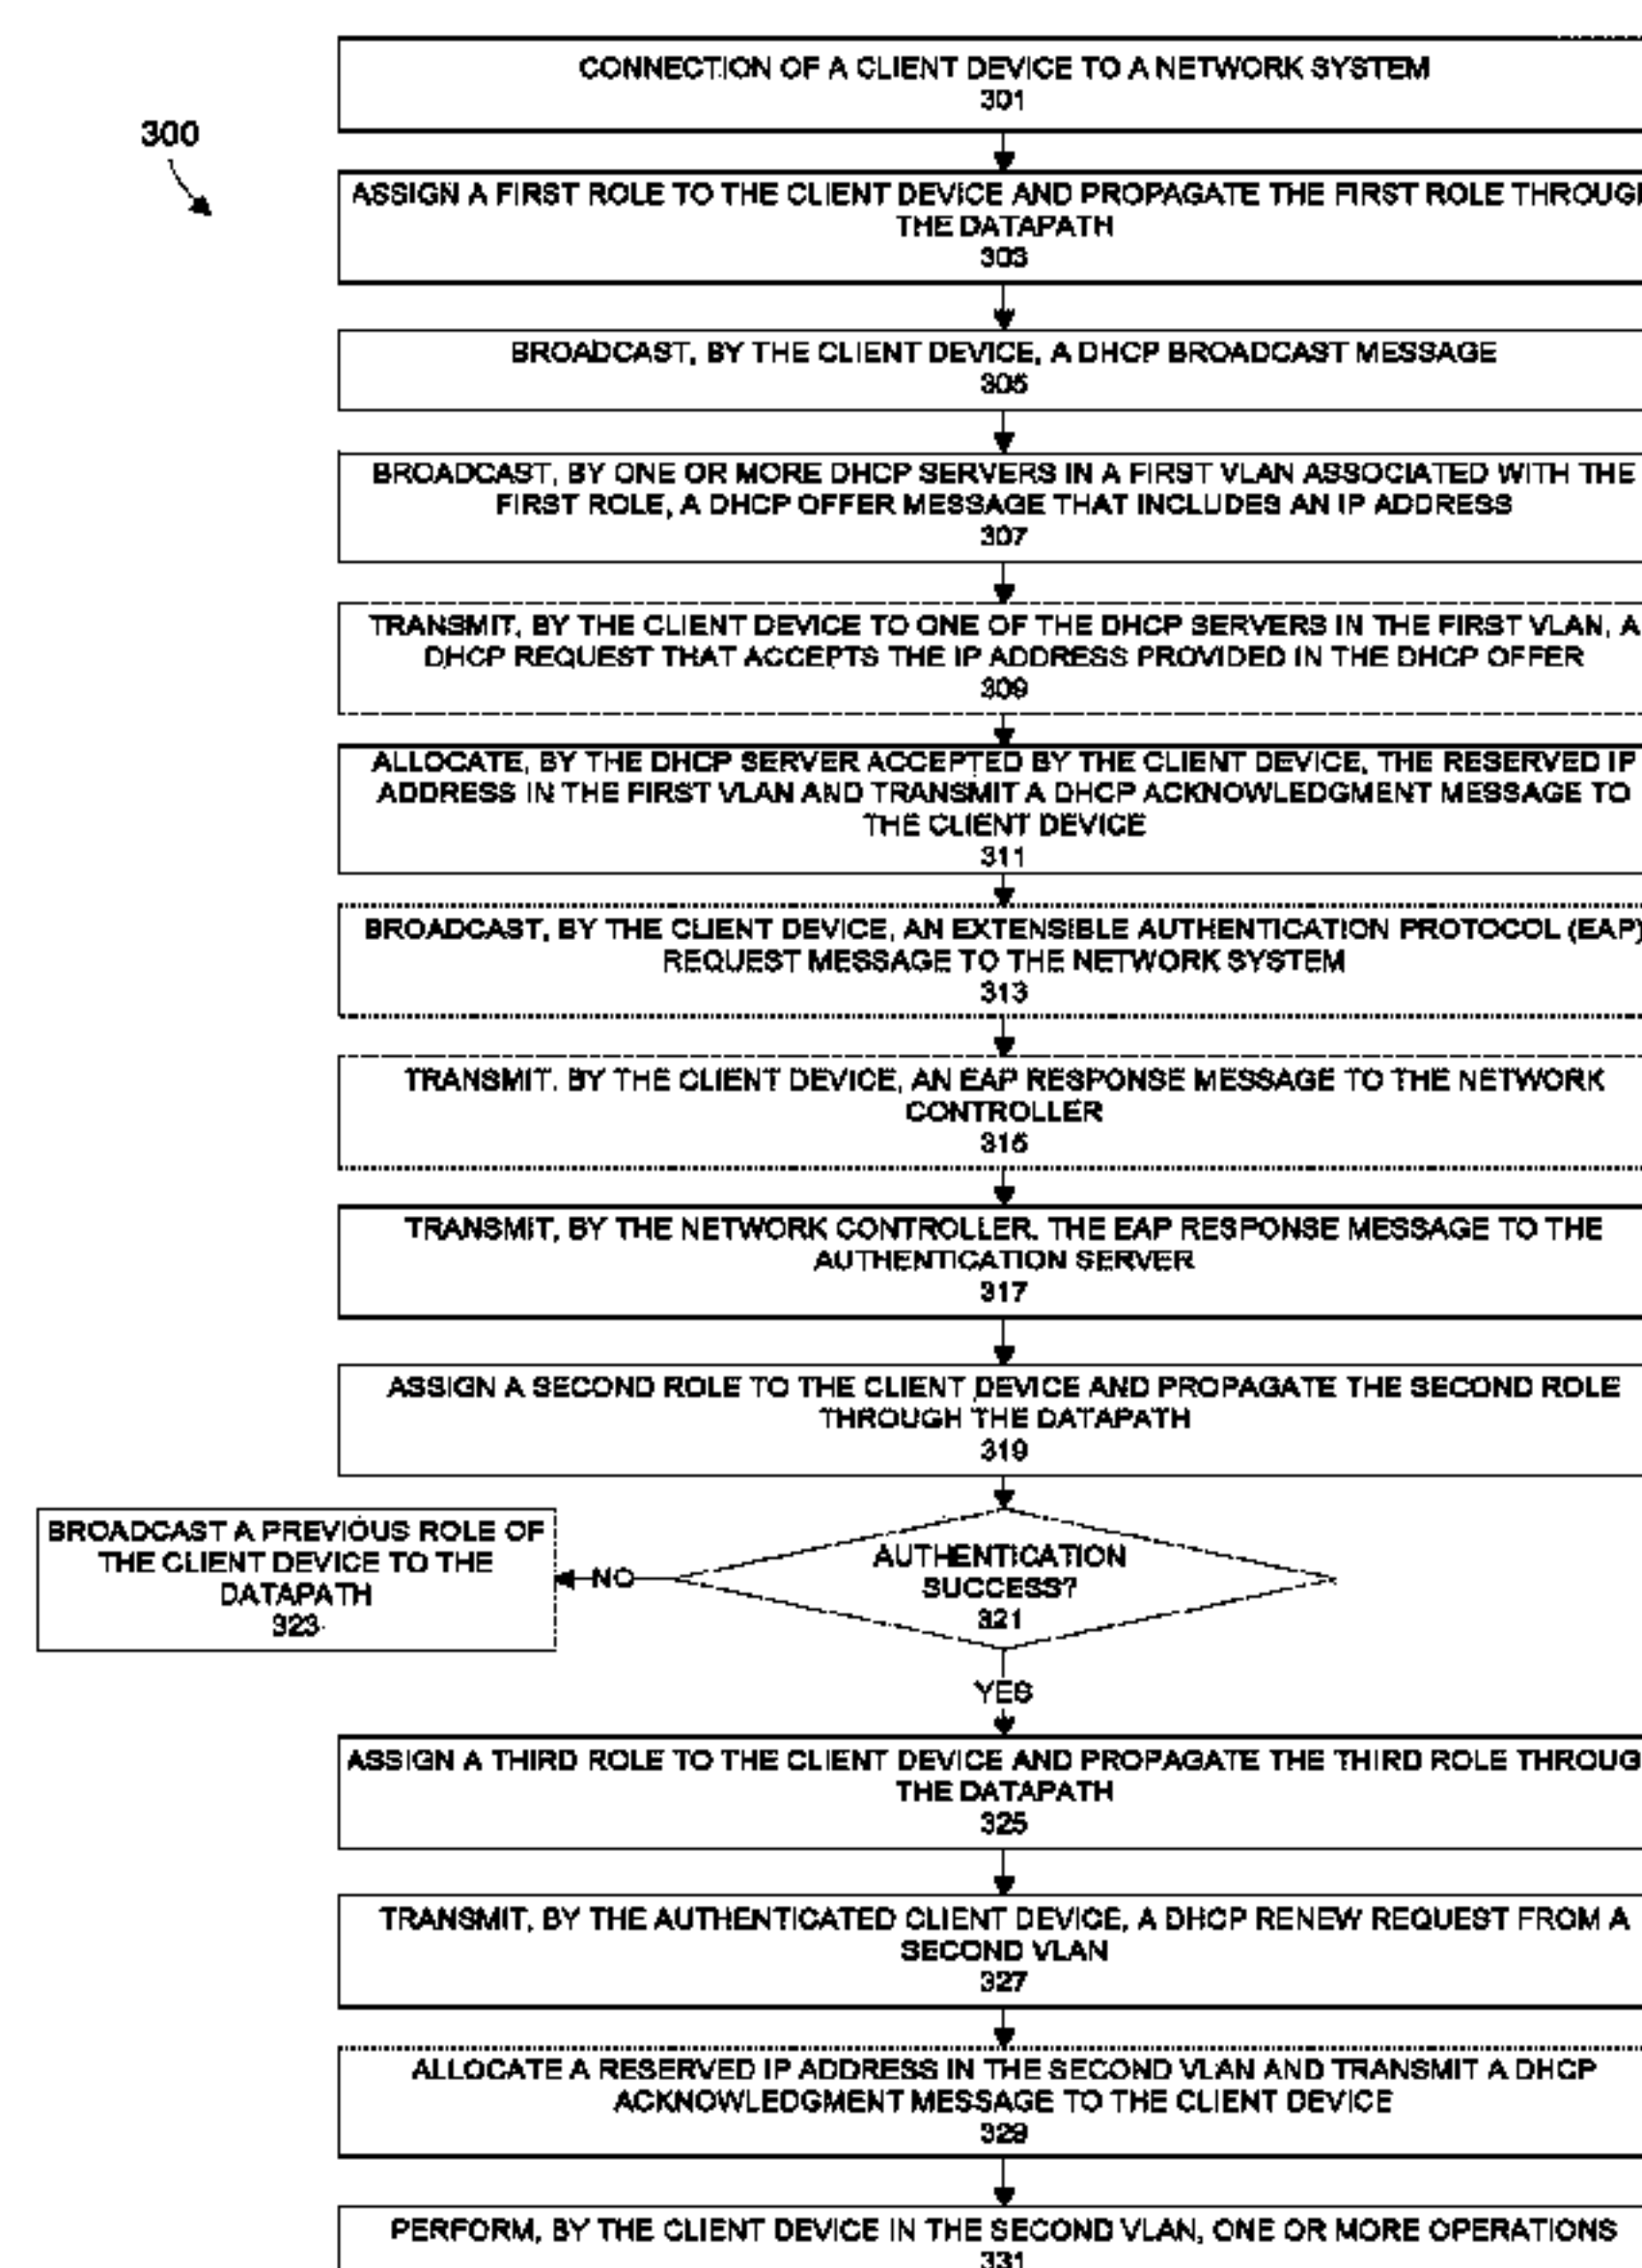 CONNECTION OF A CLIENT DEVICE TO A NETWORK SYSTEM
301
300
ASSIGN A FIRST ROLE TO THE CLIENT DEVICE AND PROPAGATE THE FIRST ROLE THROUGH
THE DATAPATH
303
BROADCAST, BY THE CLIENT DEVICE, A DHCP BROADCAST MESSAGE
305
BROADCAST, BY ONE OR MORE DHCP SERVERS IN A FIRST VLAN ASSOCIATED WITH THE
FIRST ROLE, A DHCP OFFER MESSAGE THAT INCLUDES AN IP ADDRESS
307
TRANSMIT, BY THE CLIENT DEVICE TO ONE OF THE DHCP SERVERS IN THE FIRST VLAN, A
DHCP REQUEST THAT ACCEPTS THE IP ADDRESS PROVIDED IN THE DHCP OFFER
309
ALLOCATE, BY THE DHCP SERVER ACCEPTED BY THE CLIENT DEVICE, THE RESERVED IP
ADDRESS IN THE FIRST VLAN AND TRANSMIT A DHCP ACKNOWLEDGMENT MESSAGE TO
THE CLIENT DEVICE
311
BROADCAST, BY THE CLIENT DEVICE, AN EXTENSIBLE AUTHENTICATION PROTOCOL (EAP)
REQUEST MESSAGE TO THE NETWORK SYSTEM
313
TRANSMIT, BY THE CLIENT DEVICE, AN EAP RESPONSE MESSAGE TO THE NETWORK
CONTROLLER
315
TRANSMIT, BY THE NETWORK CONTROLLER, THE EAP RESPONSE MESSAGE TO THE
AUTHENTICATION SERVER
317
ASSIGN A SECOND ROLE TO THE CLIENT DEVICE AND PROPAGATE THE SECOND ROLE
THROUGH THE DATAPATH
319
BROADCAST A PREVIOUS ROLE OF
THE CLIENT DEVICE TO THE
DATAPATH
323
NO
AUTHENTICATION
SUCCESS?
321
YES
ASSIGN A THIRD ROLE TO THE CLIENT DEVICE AND PROPAGATE THE THIRD ROLE THROUG
THE DATAPATH
325
TRANSMIT, BY THE AUTHENTICATED CLIENT DEVICE, A DHCP RENEW REQUEST FROM A
SECOND VLAN
327
ALLOCATE A RESERVED IP ADDRESS IN THE SECOND VLAN AND TRANSMIT A DHCP
ACKNOWLEDGMENT MESSAGE TO THE CLIENT DEVICE
329
PERFORM, BY THE CLIENT DEVICE IN THE SECOND VLAN, ONE OR MORE OPERATIONS
331